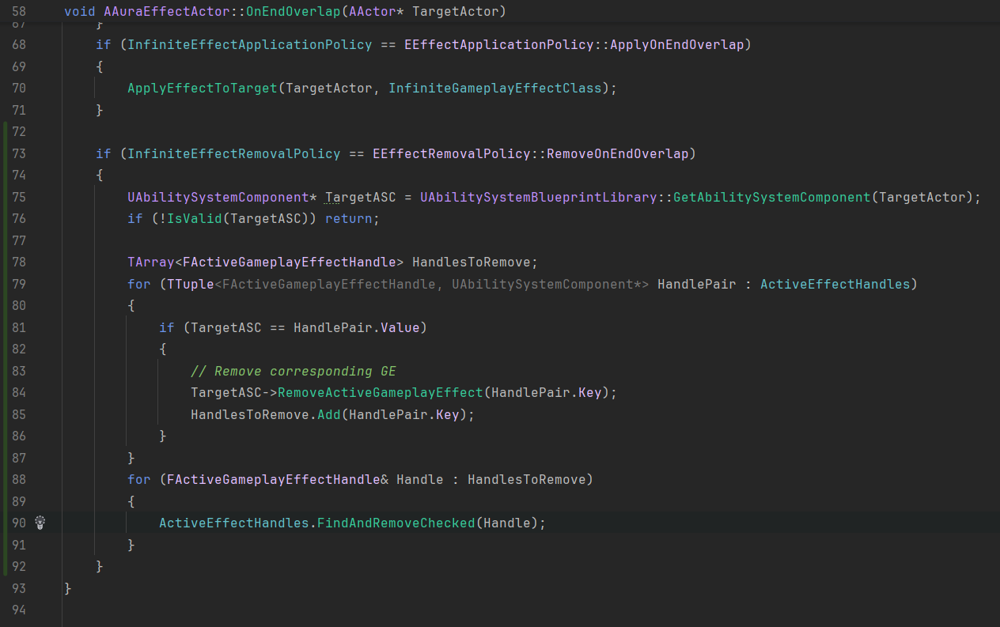 58 void AAuraEffectActor::OnEndOverlap(AActor* TargetActor)
67 }
68 if (InfiniteEffectApplicationPolicy == EEffectApplicationPolicy::ApplyOnEndOverlap)
69 {
70 ApplyEffectToTarget(TargetActor, InfiniteGameplayEffectClass);
71 }
72
73 if (InfiniteEffectRemovalPolicy == EEffectRemovalPolicy::RemoveOnEndOverlap)
74 {
75 UAbilitySystemComponent* TargetASC = UAbilitySystemBlueprintLibrary::GetAbilitySystemComponent(TargetActor);
76 if (!IsValid(TargetASC)) return;
77
78 TArray<FActiveGameplayEffectHandle> HandlesToRemove;
79 for (TTuple<FActiveGameplayEffectHandle, UAbilitySystemComponent*> HandlePair : ActiveEffectHandles)
80 {
81 if (TargetASC == HandlePair.Value)
82 {
83 // Remove corresponding GE
84 TargetASC->RemoveActiveGameplayEffect(HandlePair.Key);
85 HandlesToRemove.Add(HandlePair.Key);
86 }
87 }
88 for (FActiveGameplayEffectHandle& Handle : HandlesToRemove)
89 {
90 ActiveEffectHandles.FindAndRemoveChecked(Handle);
91 }
92 }
93 }
94